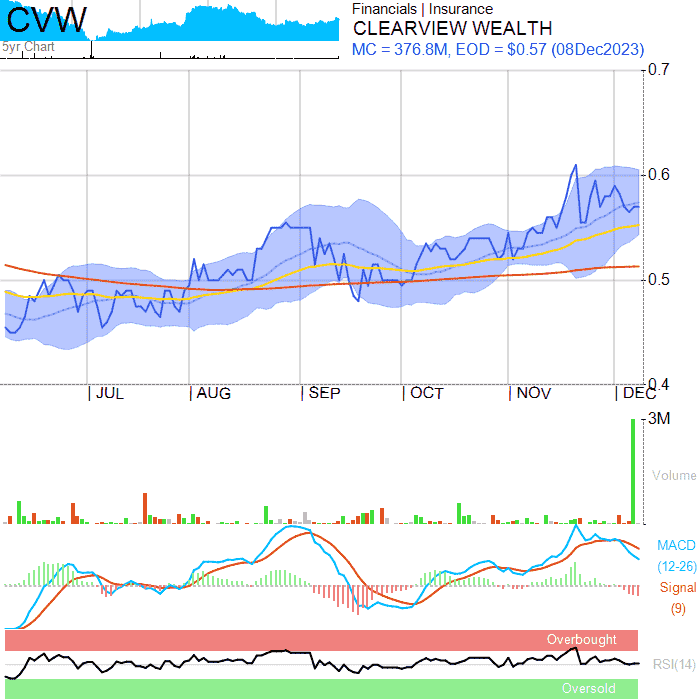 CVW
5yr Chart
Financials | Insurance
CLEARVIEW WEALTH
MC = 376.8M, EOD = $0.57 (08Dec2023)
0.7
0.6
0.5
0.4
JUL AUG SEP OCT NOV DEC
3M
Volume
MACD
(12-26)
Signal
(9)
Overbought
RSI(14)
Oversold